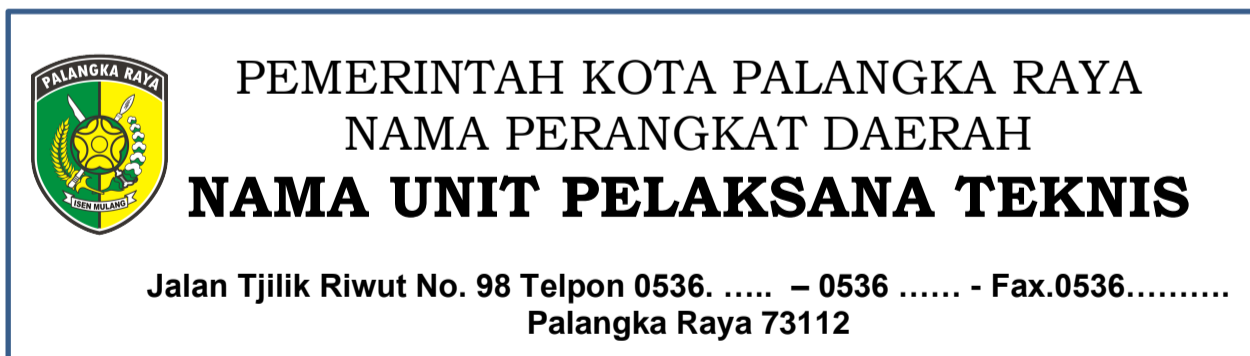 PALANGKA RAYA
ISEN MULANG
PEMERINTAH KOTA PALANGKA RAYA
NAMA PERANGKAT DAERAH
NAMA UNIT PELAKSANA TEKNIS
Jalan Tjilik Riwut No. 98 Telpon 0536. ….. – 0536 …… - Fax.0536……….
Palangka Raya 73112